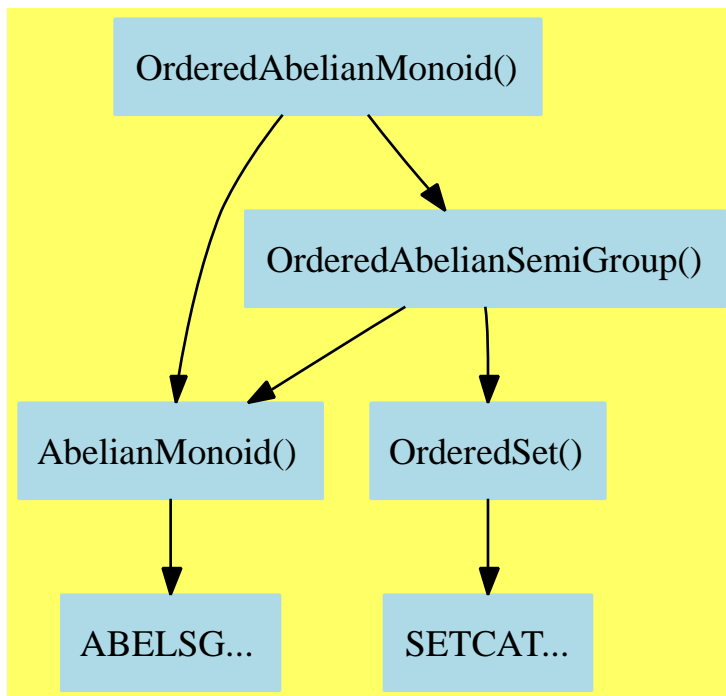 OrderedAbelianMonoid()
OrderedAbelianSemiGroup()
AbelianMonoid()
OrderedSet()
ABELSG...
SETCAT...